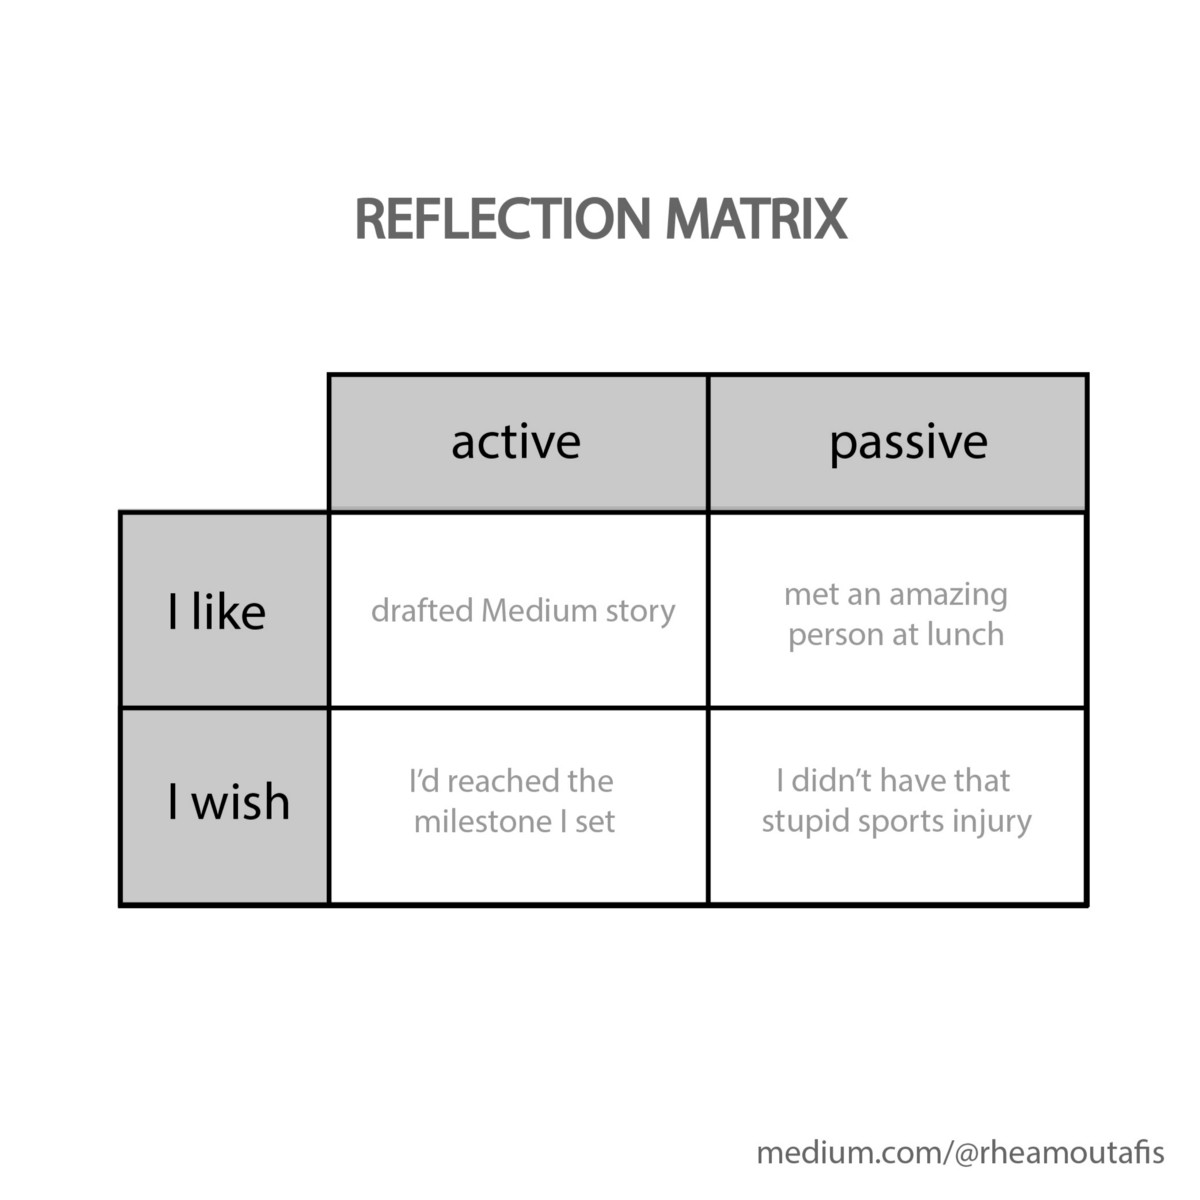 REFLECTION MATRIX
active
passive
I like
drafted Medium story
met an amazing
person at lunch
I wish
I’d reached the
milestone I set
I didn’t have that
stupid sports injury
medium.com/@rheamoutafis